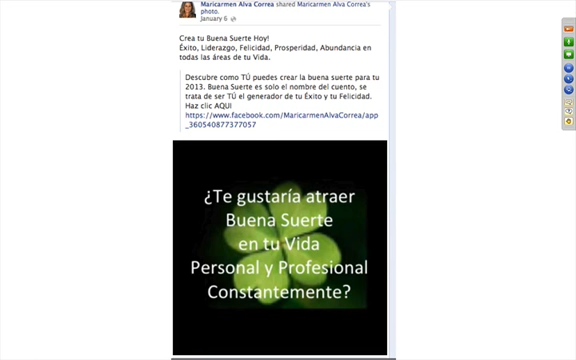 Maricarmen Alva Correa shared Maricarmen Alva Correa's
photo.
January 6
Crea tu Buena Suerte Hoy!
Éxito, Liderazgo, Felicidad, Prosperidad, Abundancia en
todas las áreas de tu Vida.
Descubre como TÚ puedes crear la buena suerte para tu
2013. Buena Suerte es solo el nombre del cuento, se
trata de ser TÚ el generador de tu Éxito y tu Felicidad.
Haz clic AQUI
https://www.facebook.com/MaricarmenAlvaCorrea/app
_360540877377057
¿Te gustaría atraer
Buena Suerte
en tu Vida
Personal y Profesional
Constantemente?